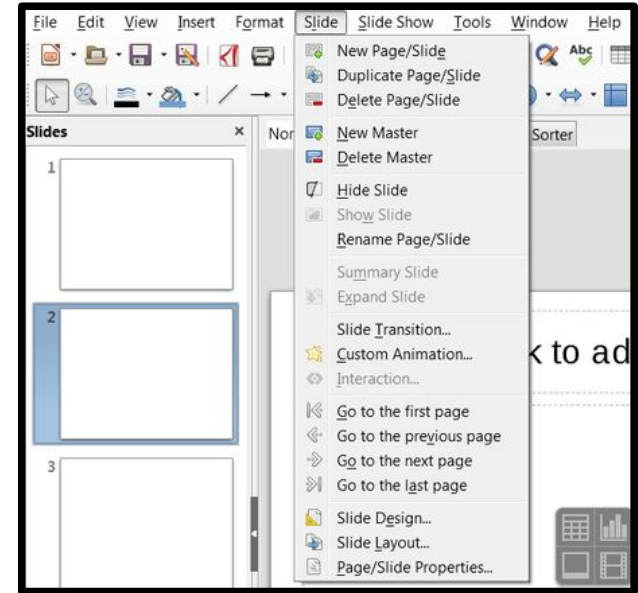 File Edit View Insert Format Slide Slide Show Tools Window Help
Abc
Slides
Nor
Sorter
1
2
3
New Page/Slide
Duplicate Page/Slide
Delete Page/Slide
New Master
Delete Master
Hide Slide
Show Slide
Rename Page/Slide
Summary Slide
Expand Slide
Slide Transition...
Custom Animation...
Interaction...
Go to the first page
Go to the previous page
Go to the next page
Go to the last page
Slide Design...
Slide Layout...
Page/Slide Properties...
k to ad